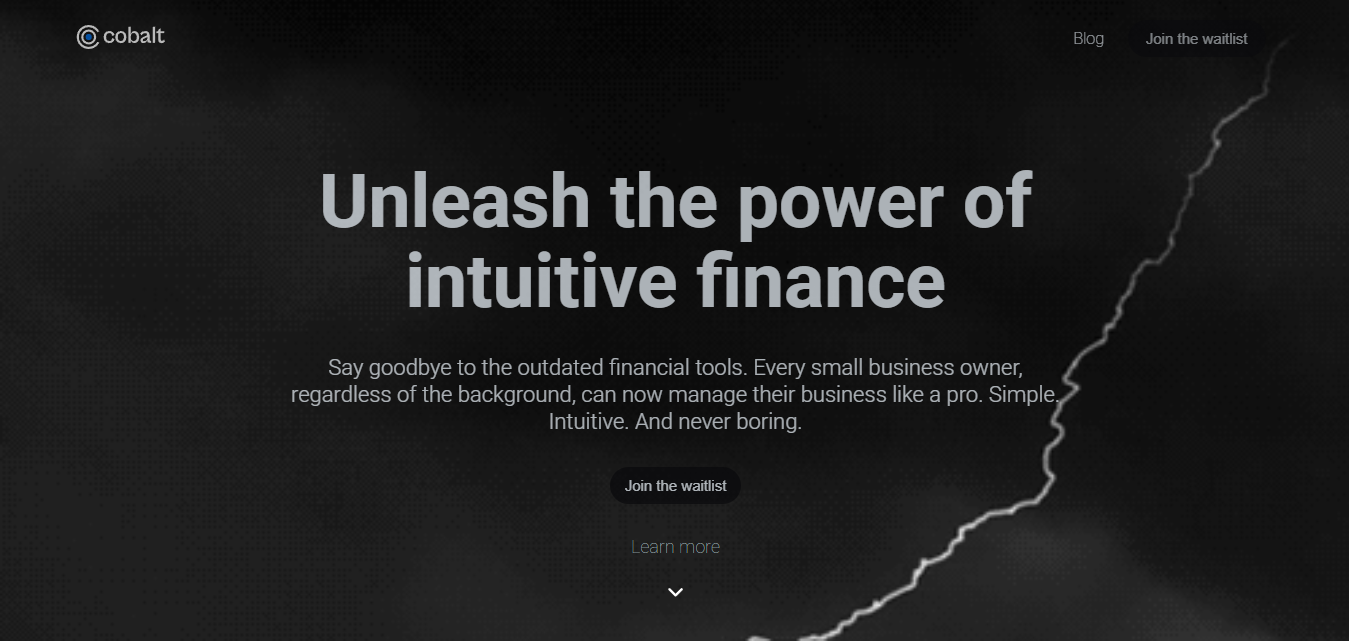 cobalt
Blog
Join the waitlist
Unleash the power of
intuitive finance
Say goodbye to the outdated financial tools. Every small business owner,
regardless of the background, can now manage their business like a pro. Simple.
Intuitive. And never boring.
Join the waitlist
Learn more